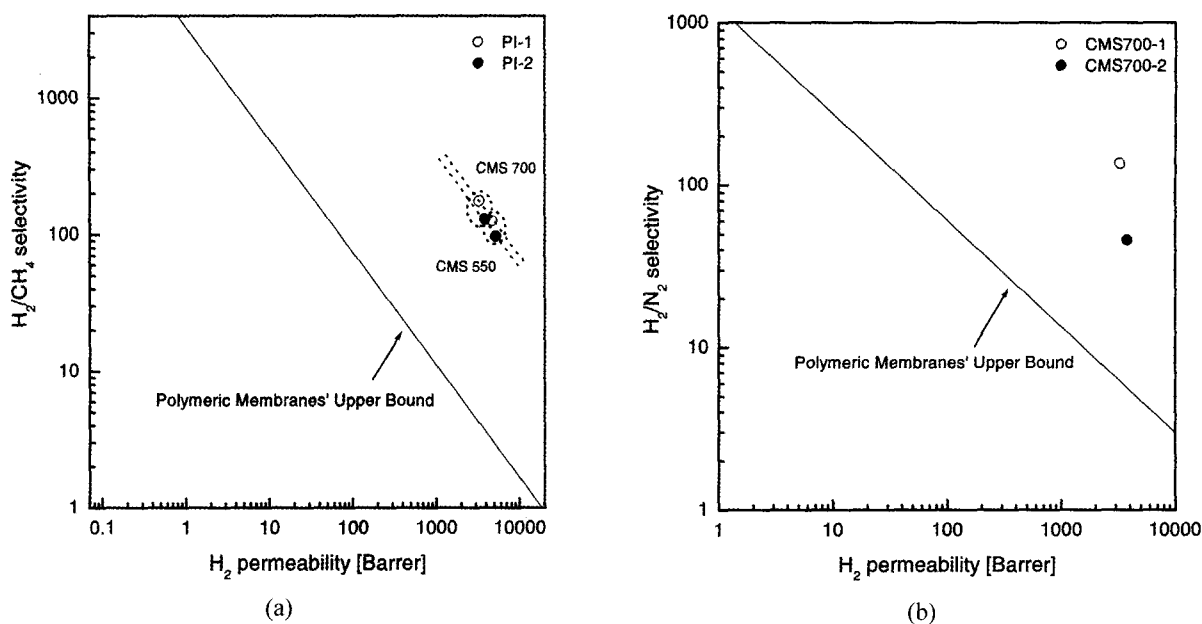 PI-1
PI-2
1000
100
10
1
H2/CH4 selectivity
CMS 700
CMS 550
Polymeric Membranes' Upper Bound
0.1 1 10 100 1000 10000
H2 permeability [Barrer]
(a)
CMS700-1
CMS700-2
1000
100
10
1
H2/N2 selectivity
Polymeric Membranes' Upper Bound
1 10 100 1000 10000
H2 permeability [Barrer]
(b)